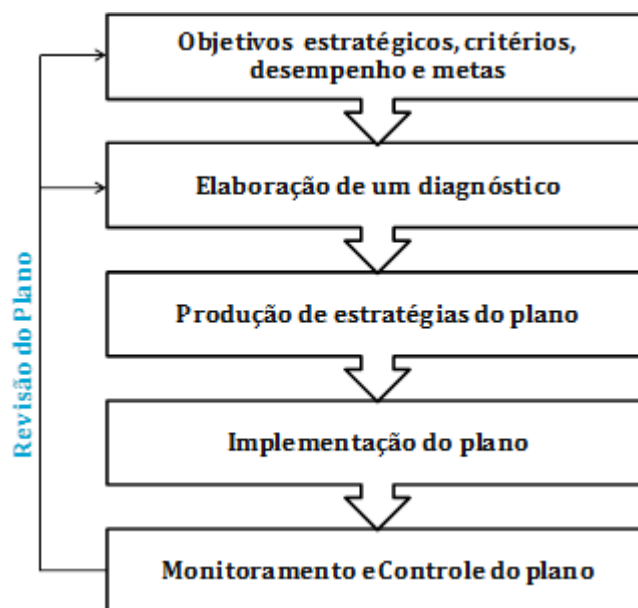 Objetivos estratégicos, critérios,
desempenho e metas
Elaboração de um diagnóstico
Produção de estratégias do plano
Implementação do plano
Monitoramento e Controle do plano
Revisão do Plano